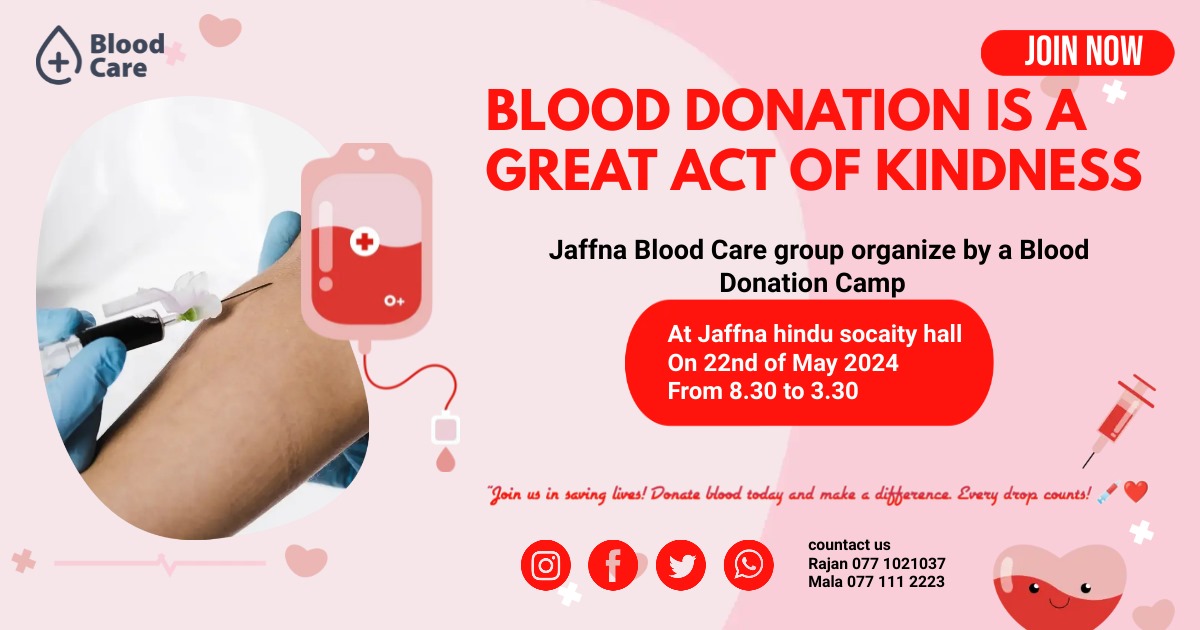 Blood
Care
JOIN NOW
BLOOD DONATION IS A
GREAT ACT OF KINDNESS
Jaffna Blood Care group organize by a Blood
Donation Camp
At Jaffna hindu socaity hall
On 22nd of May 2024
From 8.30 to 3.30
O+
"Join us in saving lives! Donate blood today and make a difference. Every drop counts! 💉❤️
countact us
Rajan 077 1021037
Mala 077 111 2223